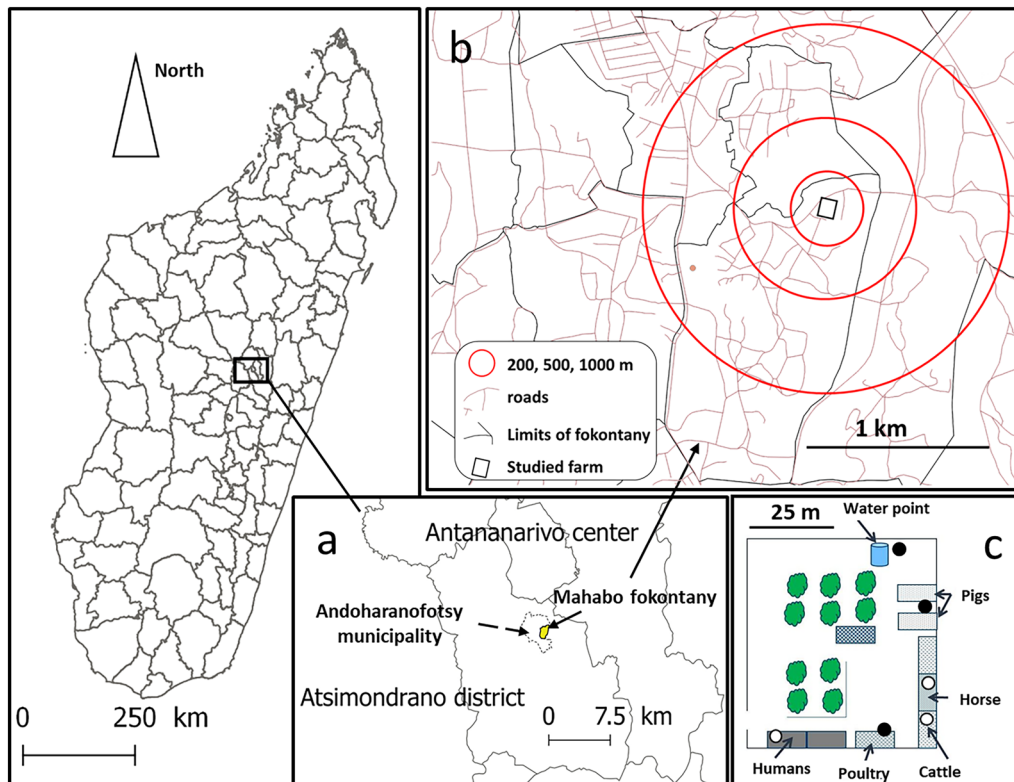 North
0 250 km
a
Antananarivo center
Andoharanofotsy
municipality
Mahabo fokontany
Atsimondrano district
0 7.5 km
b
200, 500, 1000 m
roads
Limits of fokontany
Studied farm
1 km
25 m
Water point
c
Pigs
Horse
Humans
Poultry
Cattle